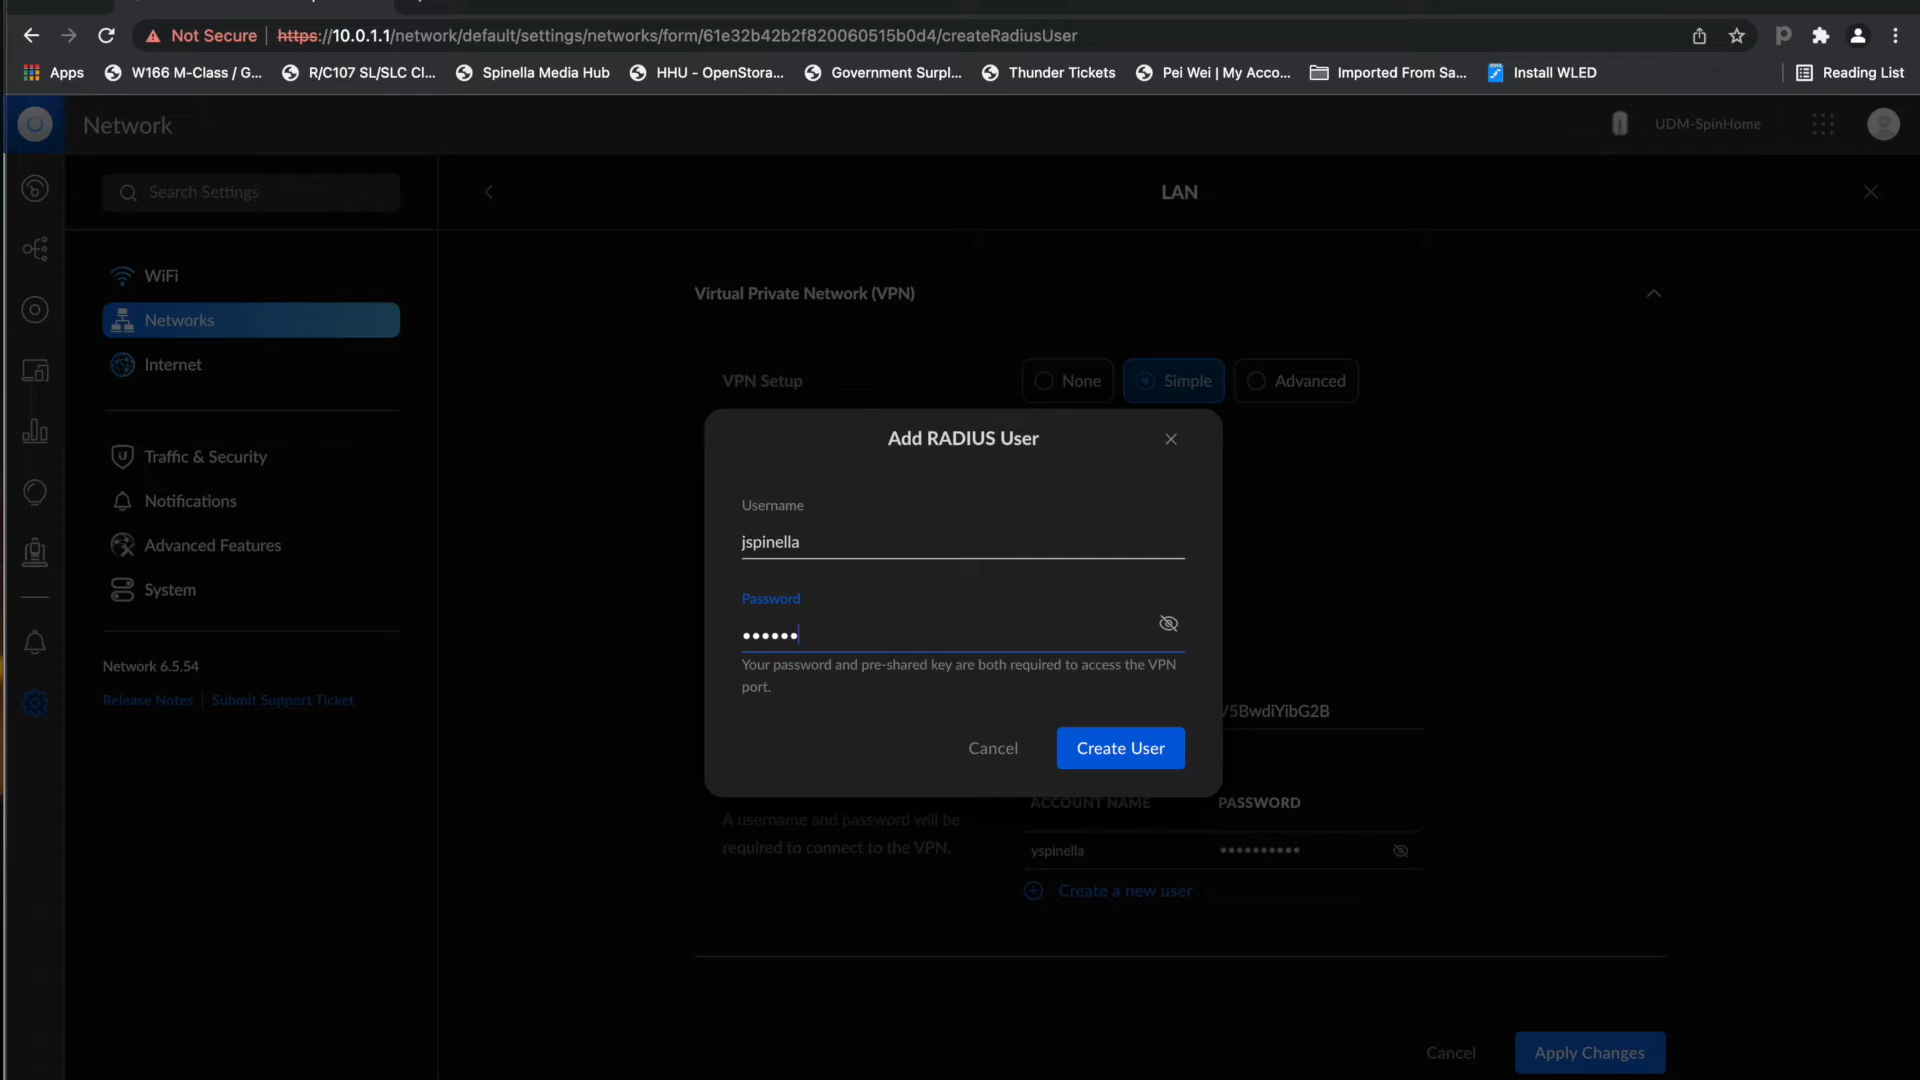 Not Secure https://10.0.1.1/network/default/settings/networks/form/61e32b42b2f820060515b0d4/createRadiusUser
Apps W166 M-Class / G... R/C107 SL/SLC Cl... Spinella Media Hub HHU - OpenStora... Government Surpl... Thunder Tickets Pei Wei | My Acco... Imported From Sa... Install WLED Reading List
Network UDM-SpinHome
Search Settings
LAN
WiFi
Networks
Internet
Traffic & Security
Notifications
Advanced Features
System
Network 6.5.54
Release Notes | Submit Support Ticket
Virtual Private Network (VPN)
VPN Setup None Simple Advanced
Add RADIUS User
Username
jspinella
Password
••••••
Your password and pre-shared key are both required to access the VPN
port.
Cancel Create User
V5BwdiYibG2B
ACCOUNT NAME PASSWORD
A username and password will be
required to connect to the VPN.
yspinella ••••••••••
Create a new user
Cancel Apply Changes